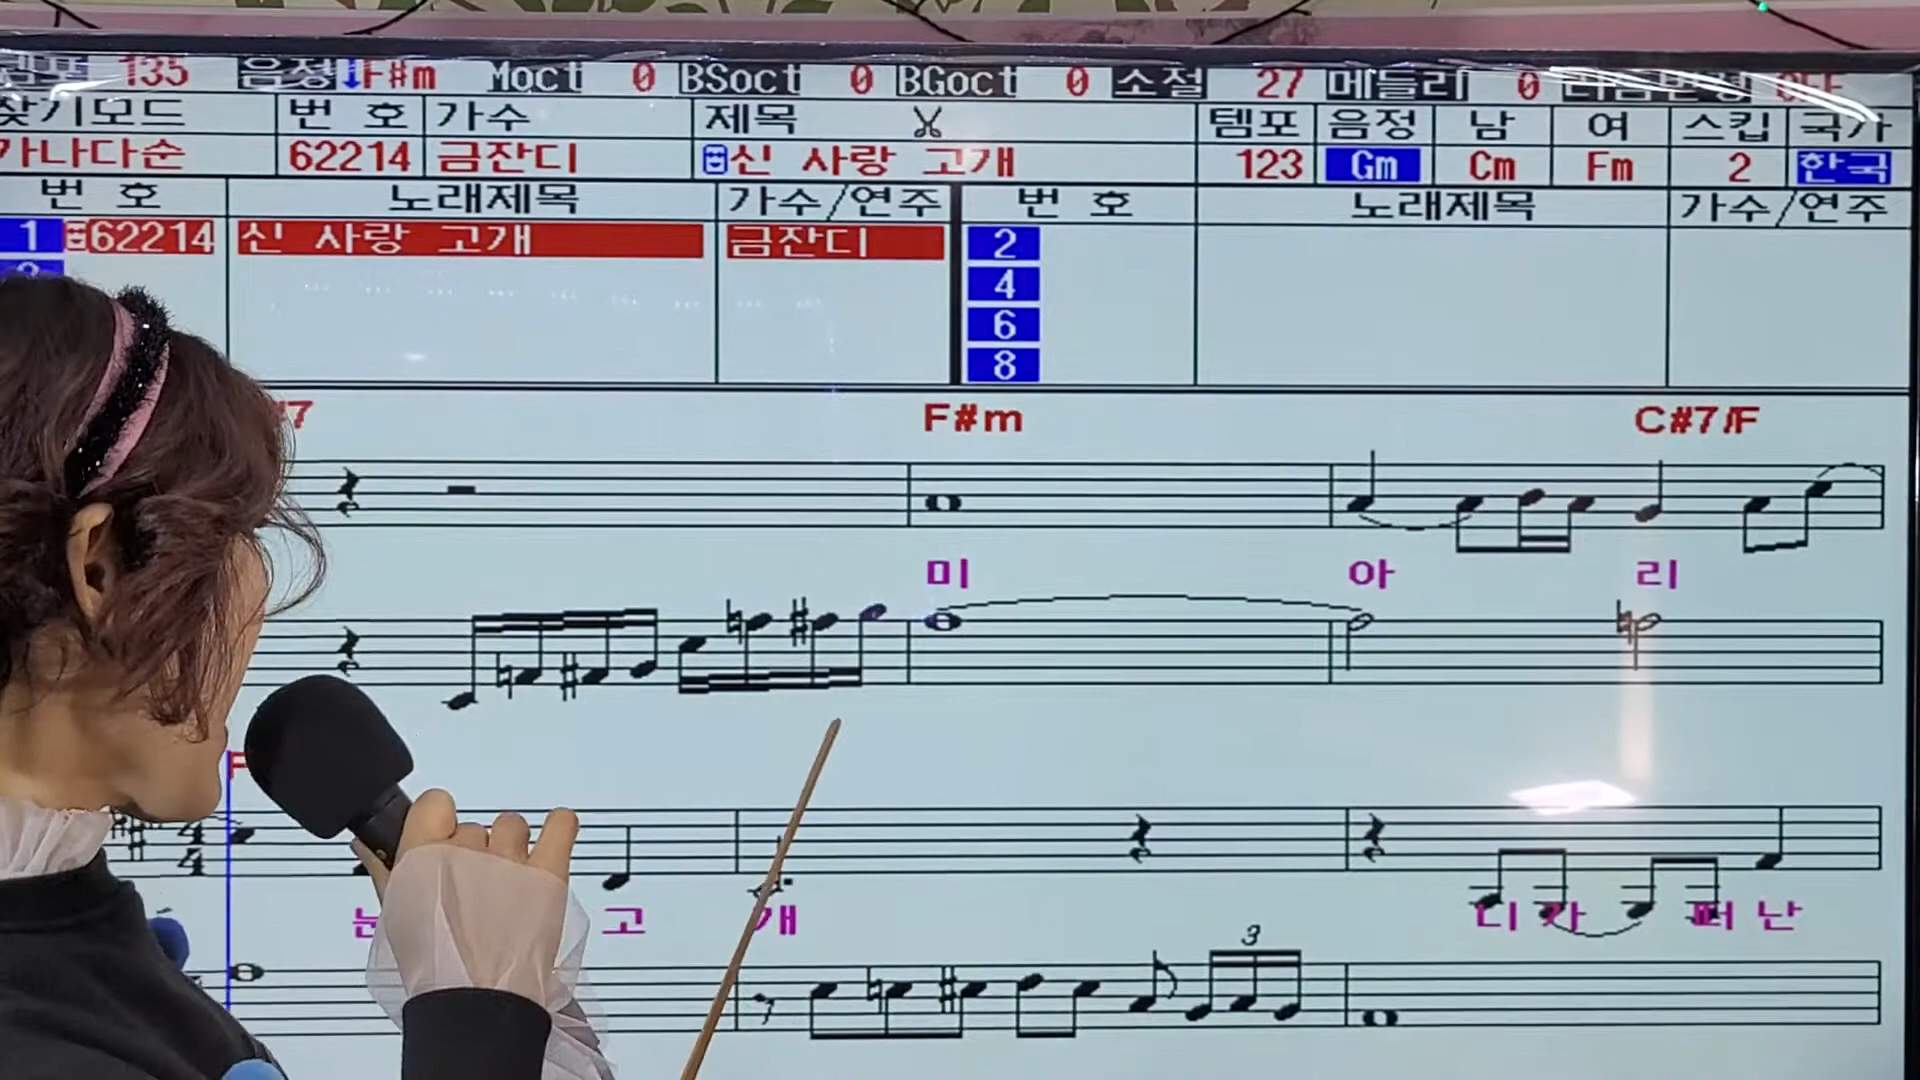 템포 135 음정↓F#m Moct 0 BSoct 0 BGoct 0 소절 27 메들리 0
찾기모드 번 호 가수 제목 템포 음정 남 여 스킵 국가
가나다순 62214 금잔디 신 사랑 고개 123 Gm Cm Fm 2 한국
번 호 노래제목 가수/연주 번 호 노래제목 가수/연주
1 62214 신 사랑 고개 금잔디 2
4
6
8
F#m C#7/F
미 아 리
4
4
고 개 난
3